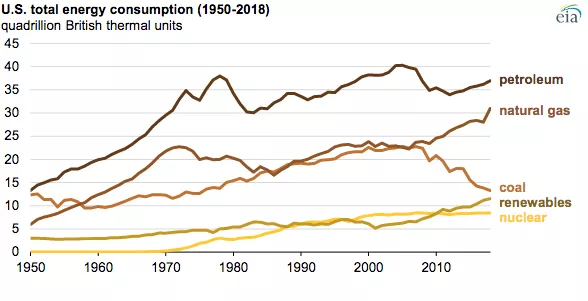 U.S. total energy consumption (1950-2018)
quadrillion British thermal units
eia
45
40
35
30
25
20
15
10
5
0
petroleum
natural gas
coal
renewables
nuclear
1950
1960
1970
1980
1990
2000
2010